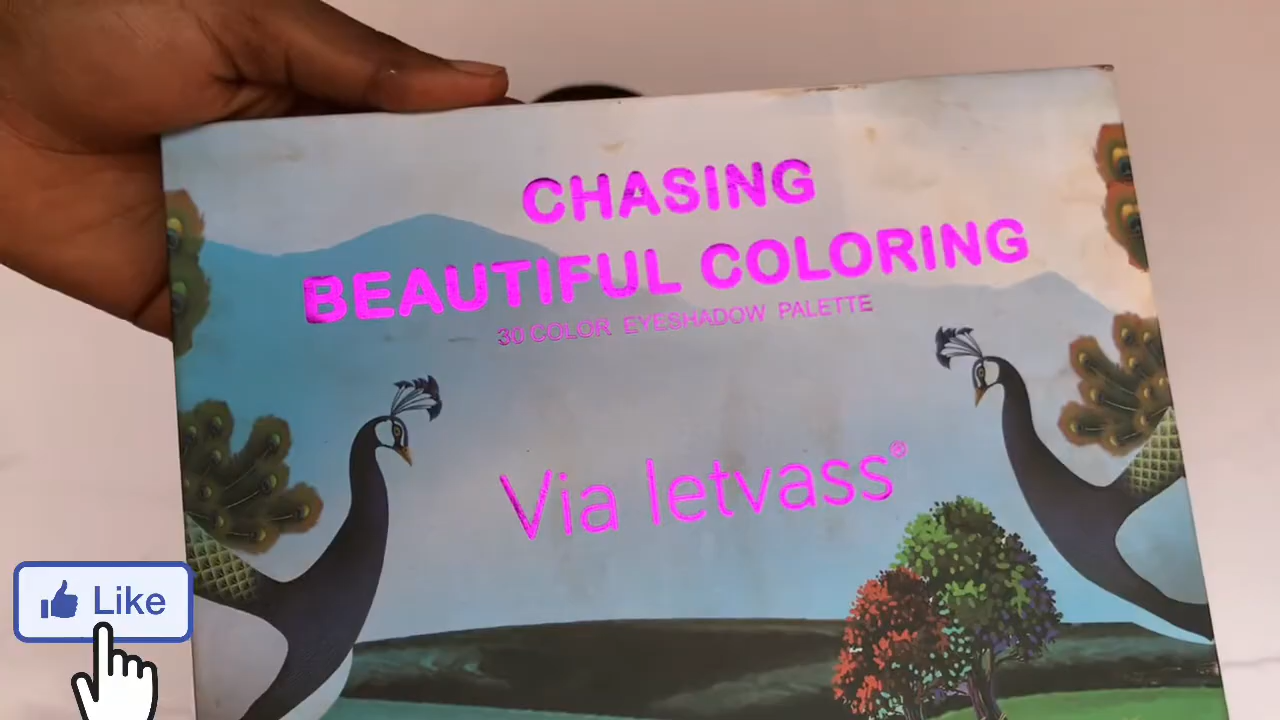 CHASING
BEAUTIFUL COLORING
30 COLOR EYESHADOW PALETTE
Via letvass®
Like